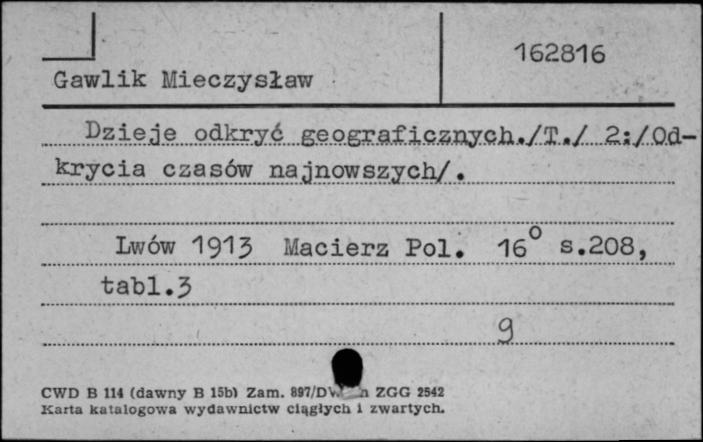 162816
Gawlik Mieczysław
Dzieje odkryć geograficznych./T./ 2:/Od-
krycia czasów najnowszych/.
Lwów 1913 Macierz Pol. 16° s.208,
tabl.3
9
CWD B 114 (dawny B 15b) Zam. ZGG 2542
Karta katalogowa wydawnictw ciągłych i zwartych.